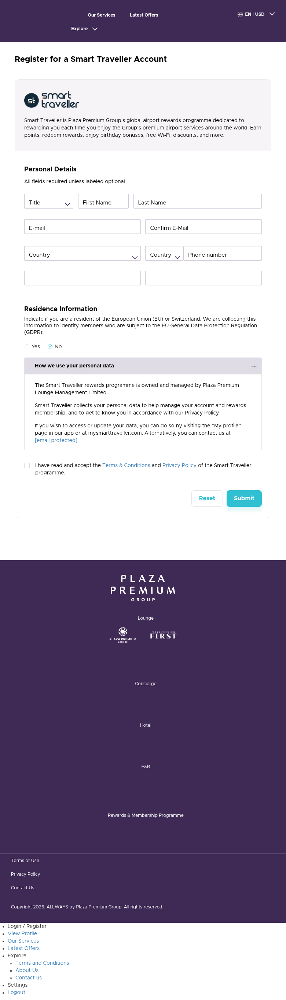 Our Services
Latest Offers
EN | USD
Explore
Register for a Smart Traveller Account
st smart
traveller
Smart Traveller is Plaza Premium Group's global airport rewards programme dedicated to
rewarding you each time you enjoy the Group's premium airport services around the world. Earn
points, redeem rewards, enjoy birthday bonuses, free Wi-Fi, discounts, and more.
Personal Details
All fields required unless labeled optional
Title
First Name
Last Name
E-mail
Confirm E-Mail
Country
Country
Phone number
Residence Information
Indicate if you are a resident of the European Union (EU) or Switzerland. We are collecting this
information to identify members who are subject to the EU General Data Protection Regulation
(GDPR):
Yes
No
How we use your personal data
The Smart Traveller rewards programme is owned and managed by Plaza Premium
Lounge Management Limited.
Smart Traveller collects your personal data to help manage your account and rewards
membership, and to get to know you in accordance with our Privacy Policy.
If you wish to access or update your data, you can do so by visiting the “My profile”
page in our app or at mysmarttraveller.com. Alternatively, you can contact us at
[email protected].
I have read and accept the Terms & Conditions and Privacy Policy of the Smart Traveller
programme.
Reset
Submit
PLAZA
PREMIUM
GROUP
Lounge
PLAZA PREMIUM
LOUNGE
PLAZA PREMIUM
FIRST
Concierge
Hotel
F&B
Rewards & Membership Programme
Terms of Use
Privacy Policy
Contact Us
Copyright 2026. ALLWAYS by Plaza Premium Group. All rights reserved.
Login / Register
View Profile
Our Services
Latest Offers
Explore
Terms and Conditions
About Us
Contact us
Settings
Logout